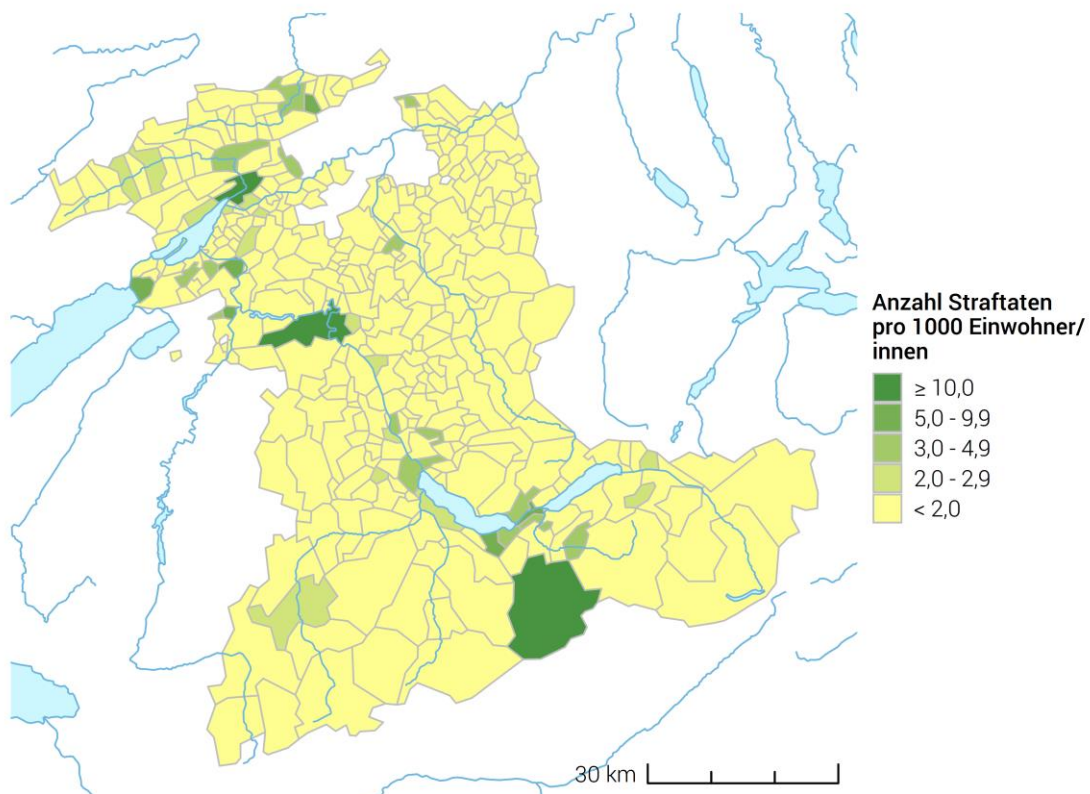 Anzahl Straftaten
pro 1000 Einwohner/
innen
≥ 10,0
5,0 - 9,9
3,0 - 4,9
2,0 - 2,9
< 2,0
30 km